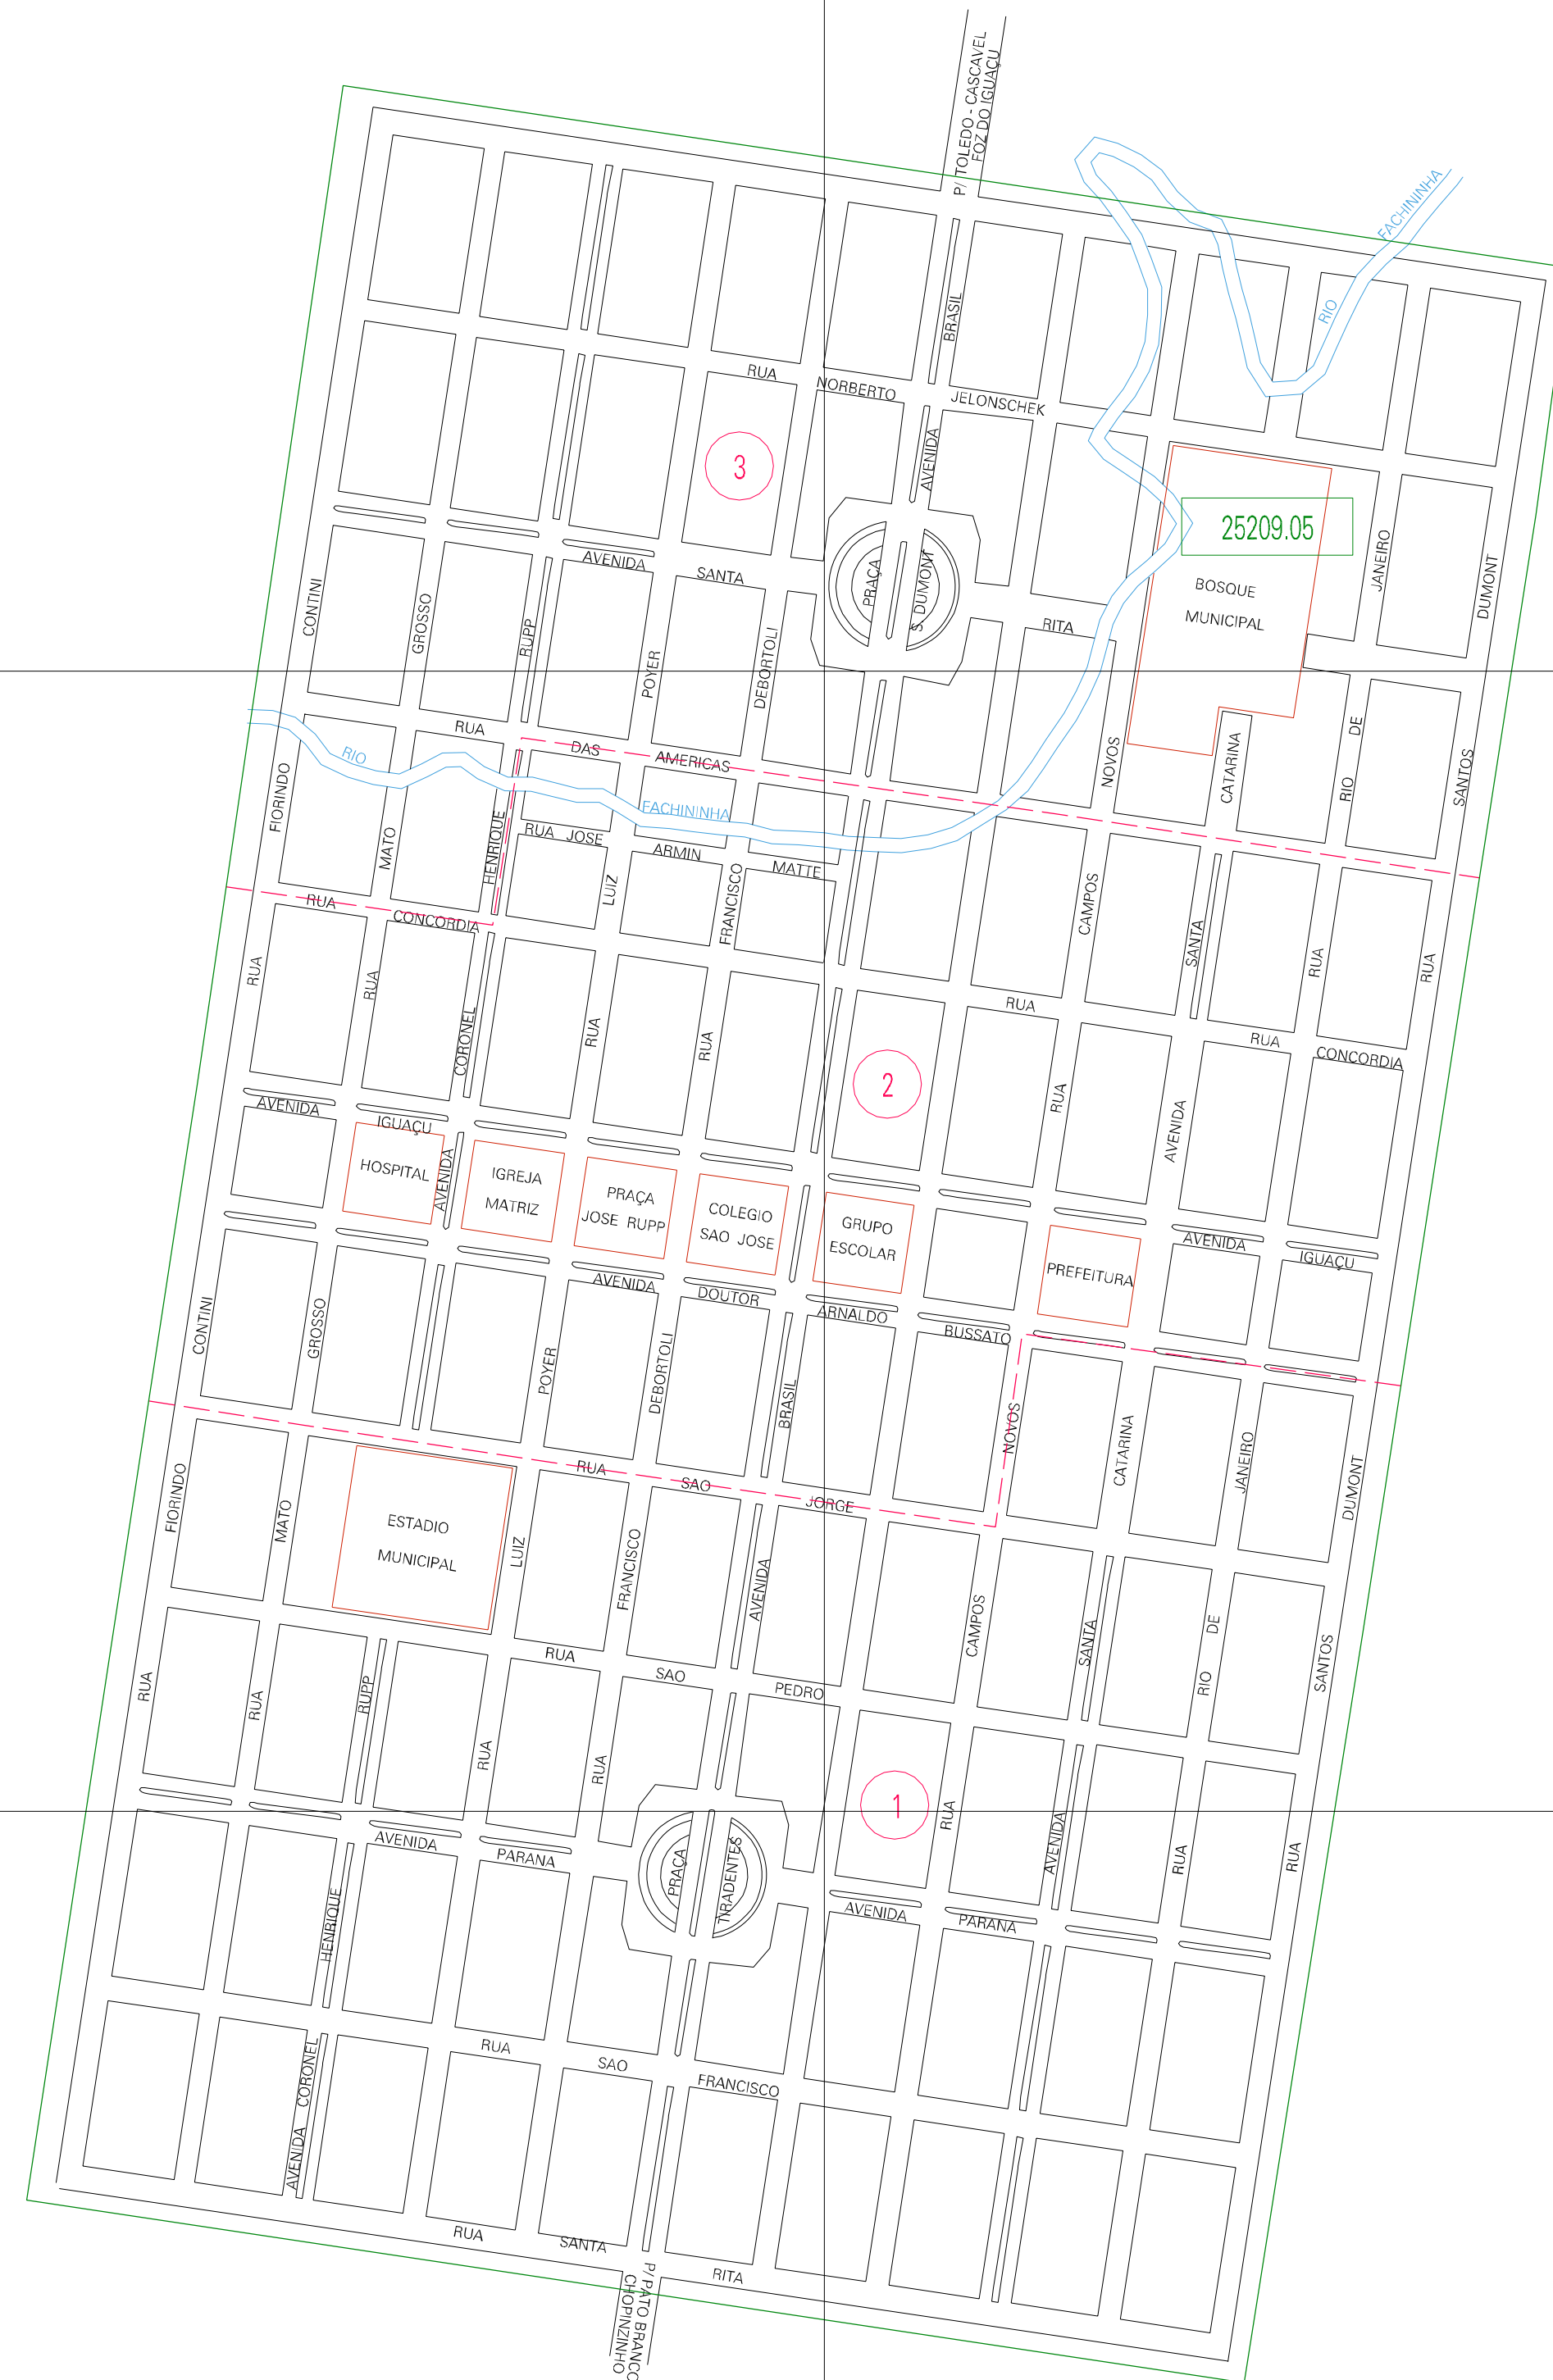 P/ TOLEDO - CASCAVEL
FOZ DO IGUAÇU
RIO FACHININHA
BRASIL
RUA NORBERTO JELONSCHEK
AVENIDA
3
25209.05
BOSQUE
MUNICIPAL
JANEIRO
DUMONT
AVENIDA SANTA RITA
PRAÇA
S. DUMONT
CONTINI
GROSSO
RUPP
POYER
DEBORTOLI
RUA DAS AMERICAS
RIO FACHININHA
NOVOS
CATARINA
RIO DE
SANTOS
FIORINDO
MATO
HENRIQUE
RUA JOSE ARMIN MATTE
LUIZ
FRANCISCO
CAMPOS
SANTA
RUA
RUA
RUA CONCORDIA
RUA
RUA
CORONEL
RUA
RUA
RUA RUA CONCORDIA
2
RUA
AVENIDA
AVENIDA IGUAÇU
HOSPITAL
AVENIDA
IGREJA
MATRIZ
PRAÇA
JOSE RUPP
COLEGIO
SAO JOSE
GRUPO
ESCOLAR
PREFEITURA
AVENIDA IGUAÇU
AVENIDA DOUTOR ARNALDO BUSSATO
CONTINI
GROSSO
POYER
DEBORTOLI
BRASIL
NOVOS
CATARINA
JANEIRO
DUMONT
RUA SAO JORGE
FIORINDO
MATO
ESTADIO
MUNICIPAL
LUIZ
FRANCISCO
AVENIDA
CAMPOS
SANTA
RIO DE
SANTOS
RUA SAO PEDRO
RUA
RUA
RUPP
RUA
RUA
1
RUA
AVENIDA
RUA
RUA
AVENIDA PARANA
PRAÇA
TIRADENTES
AVENIDA PARANA
HENRIQUE
RUA SAO FRANCISCO
AVENIDA CORONEL
RUA SANTA RITA
P/ PATO BRANCO
CHOPINZINHO